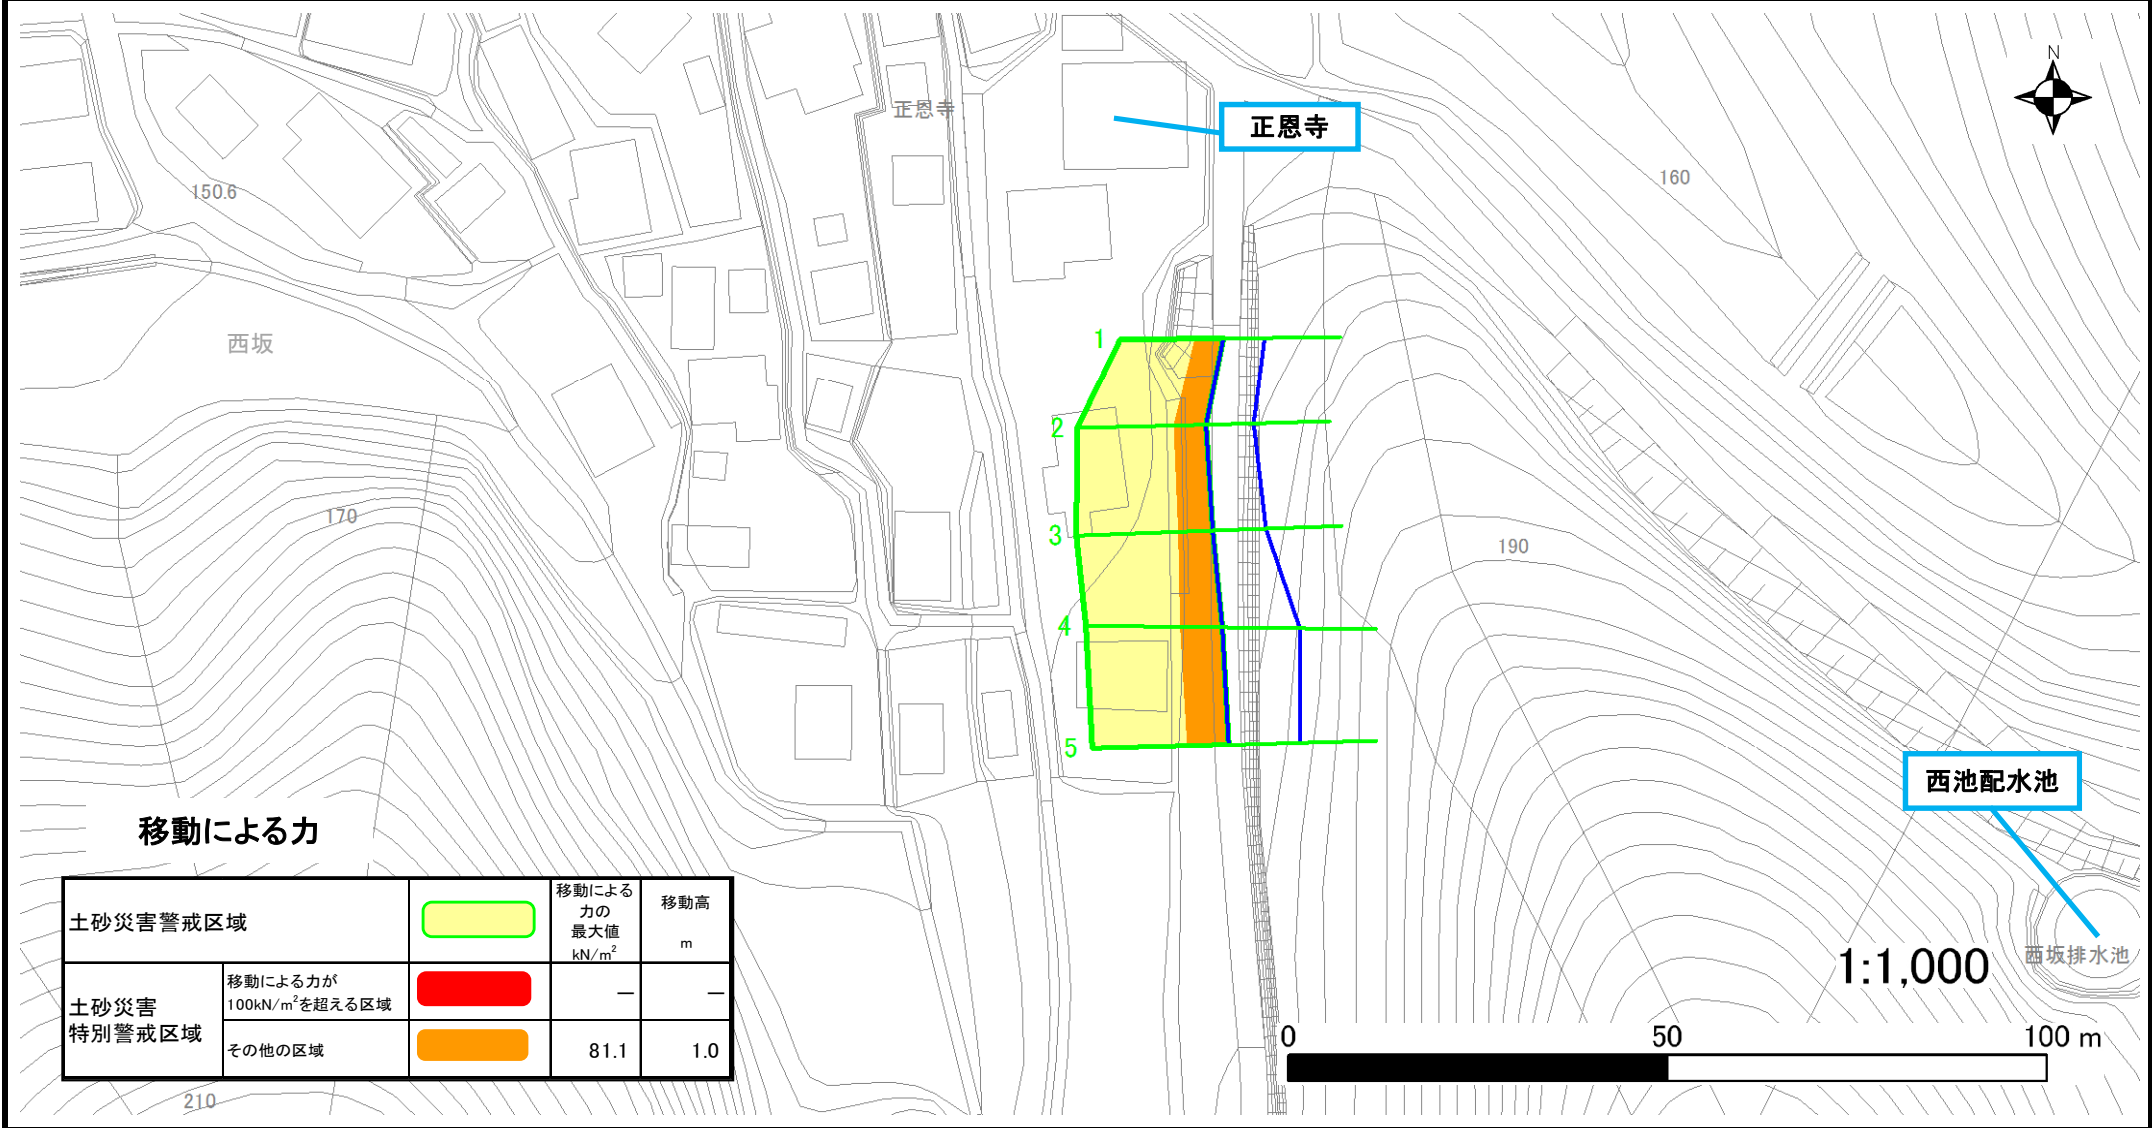 N
正恩寺
正恩寺
160
150.6
西坂
1
2
3
4
5
170
190
西池配水池
西坂排水池
移動による力
土砂災害警戒区域
移動による
力の
最大値
kN/m²
移動高
m
土砂災害
特別警戒区域
移動による力が
100kN/m²を超える区域
—
—
その他の区域
81.1
1.0
210
1:1,000
0
50
100 m